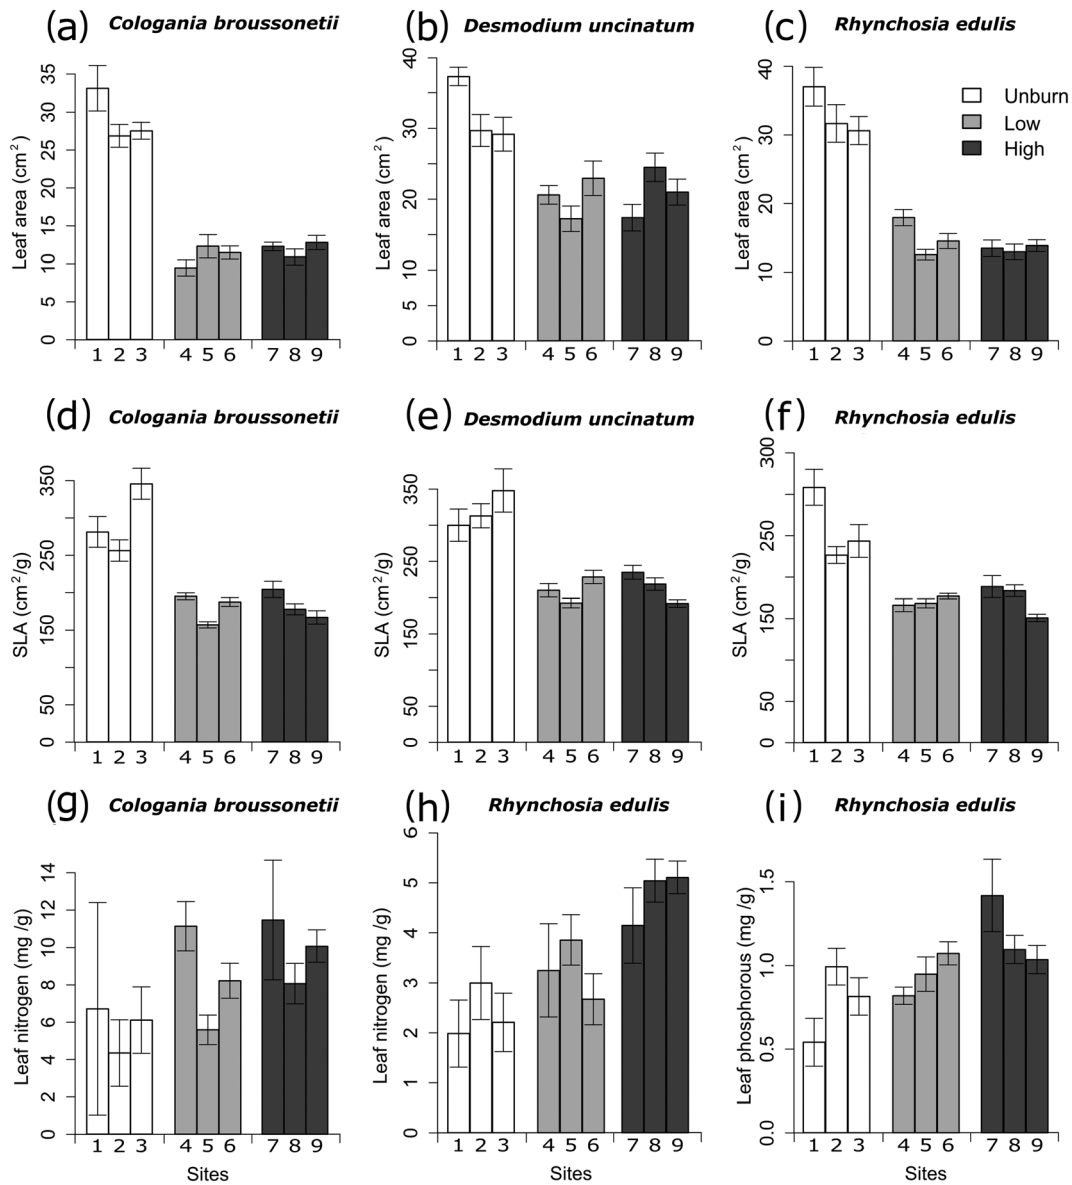 (a) Cologania broussonetii
(b) Desmodium uncinatum
(c) Rhynchosia edulis
Leaf area (cm2)
0 5 10 15 20 25 30 35
1 2 3 4 5 6 7 8 9
Leaf area (cm2)
0 5 10 20 30 40
1 2 3 4 5 6 7 8 9
Leaf area (cm2)
0 10 20 30 40
1 2 3 4 5 6 7 8 9
Unburn
Low
High
(d) Cologania broussonetii
(e) Desmodium uncinatum
(f) Rhynchosia edulis
SLA (cm2/g)
0 50 150 250 350
1 2 3 4 5 6 7 8 9
SLA (cm2/g)
0 50 150 250 350
1 2 3 4 5 6 7 8 9
SLA (cm2/g)
0 50 150 250 300
1 2 3 4 5 6 7 8 9
(g) Cologania broussonetii
(h) Rhynchosia edulis
(i) Rhynchosia edulis
Leaf nitrogen (mg /g)
0 2 4 6 8 10 12 14
1 2 3 4 5 6 7 8 9
Sites
Leaf nitrogen (mg /g)
0 1 2 3 4 5 6
1 2 3 4 5 6 7 8 9
Sites
Leaf phosphorous (mg /g)
0.0 0.5 1.0 1.5
1 2 3 4 5 6 7 8 9
Sites